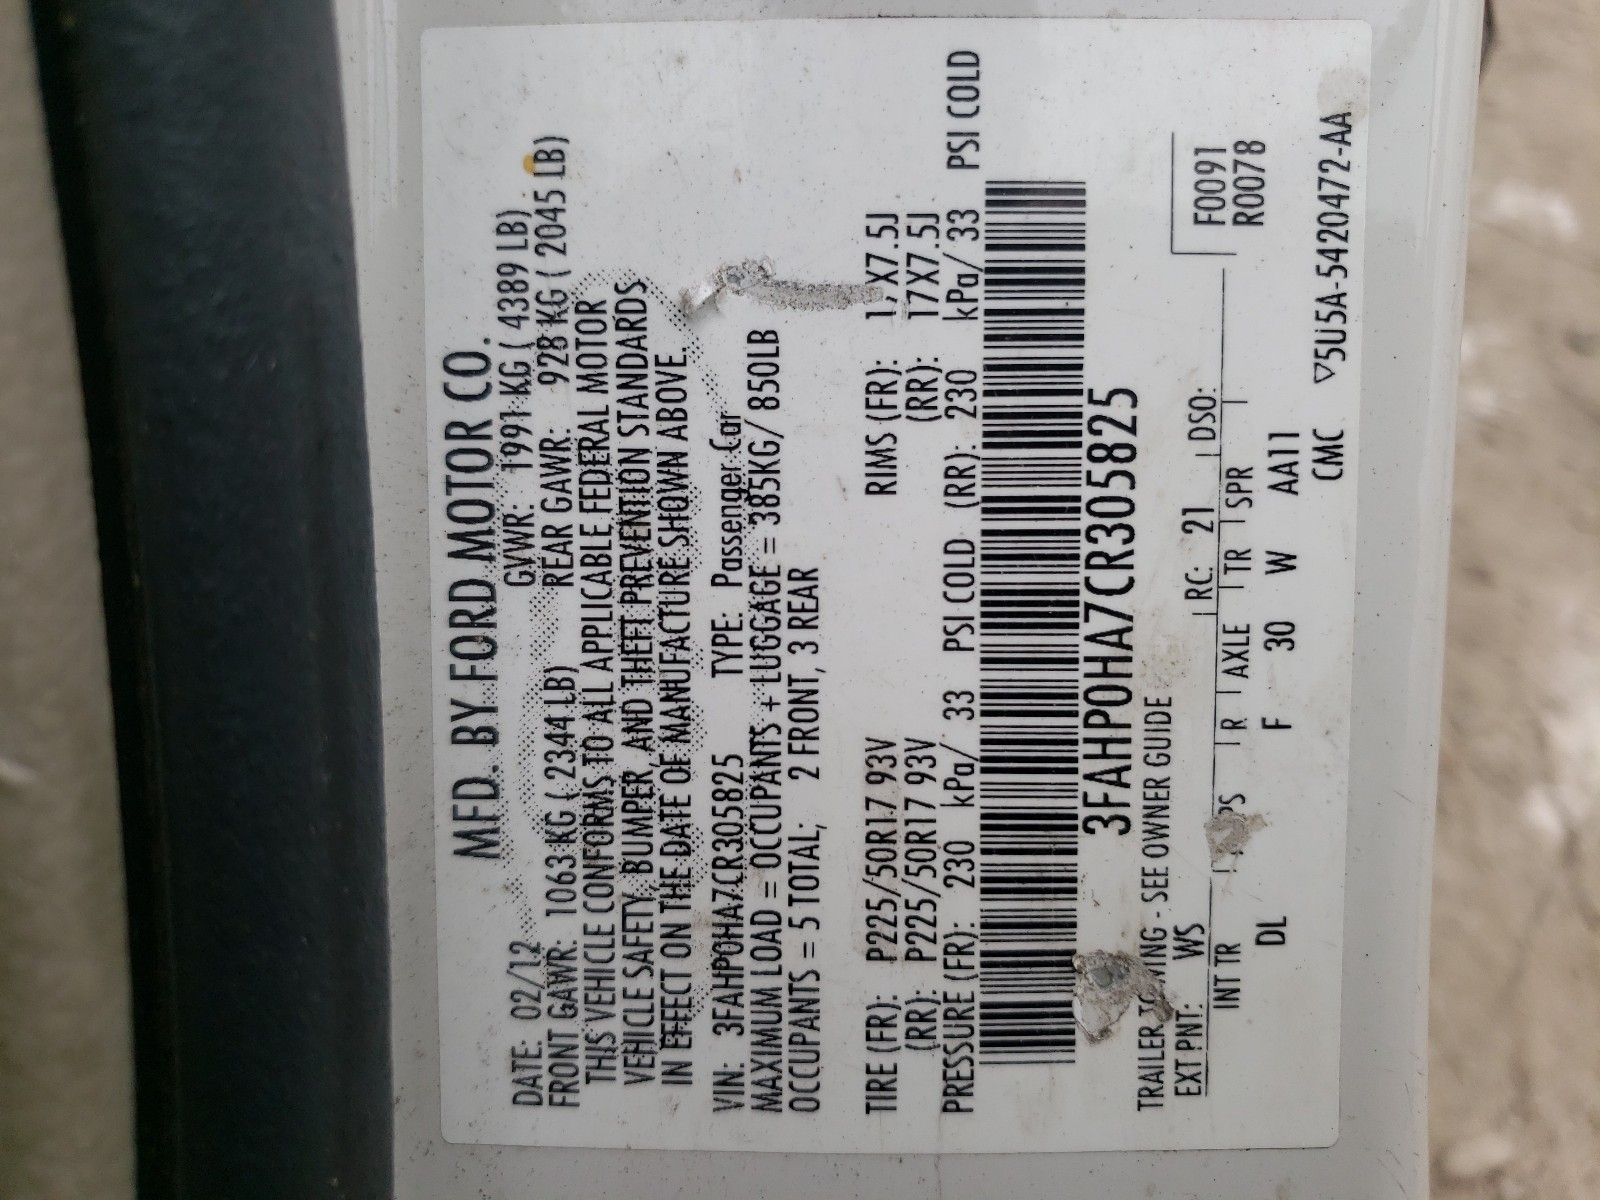 MFD. BY FORD MOTOR CO.
DATE: 02/12 GVWR: 1991 KG ( 4389 LB)
FRONT GAWR: 1063 KG ( 2344 LB) REAR GAWR: 928 KG ( 2045 LB)
THIS VEHICLE CONFORMS TO ALL APPLICABLE FEDERAL MOTOR
VEHICLE SAFETY, BUMPER, AND THEFT PREVENTION STANDARDS
IN EFFECT ON THE DATE OF MANUFACTURE SHOWN ABOVE.
VIN: 3FAHP0HA7CR305825 TYPE: Passenger Car
MAXIMUM LOAD = OCCUPANTS + LUGGAGE = 385KG/ 850LB
OCCUPANTS = 5 TOTAL; 2 FRONT, 3 REAR
TIRE (FR): P225/50R17 93V RIMS (FR): 17X7.5J
(RR): P225/50R17 93V (RR): 17X7.5J
PRESSURE (FR): 230 kPa/ 33 PSI COLD (RR): 230 kPa/ 33 PSI COLD
3FAHP0HA7CR305825
TRAILER TOWING - SEE OWNER GUIDE
F0091
R0078
EXT PNT: WS RC: 21 DSO:
INT TR PS R AXLE TR SPR
DL F 30 W AA11
CMC
▽5U5A-5420472-AA